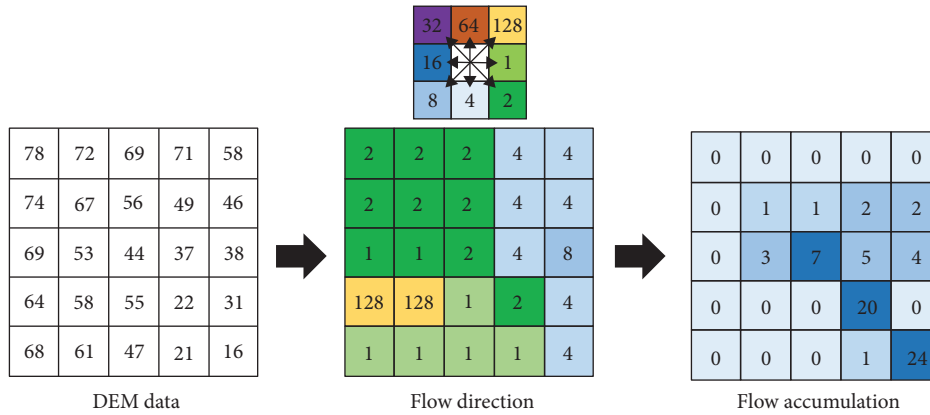 32 64 128
16 1
8 4 2
78 72 69 71 58
74 67 56 49 46
69 53 44 37 38
64 58 55 22 31
68 61 47 21 16
DEM data
2 2 2 4 4
2 2 2 4 4
1 1 2 4 8
128 128 1 2 4
1 1 1 1 4
Flow direction
0 0 0 0 0
0 1 1 2 2
0 3 7 5 4
0 0 0 20 0
0 0 0 1 24
Flow accumulation